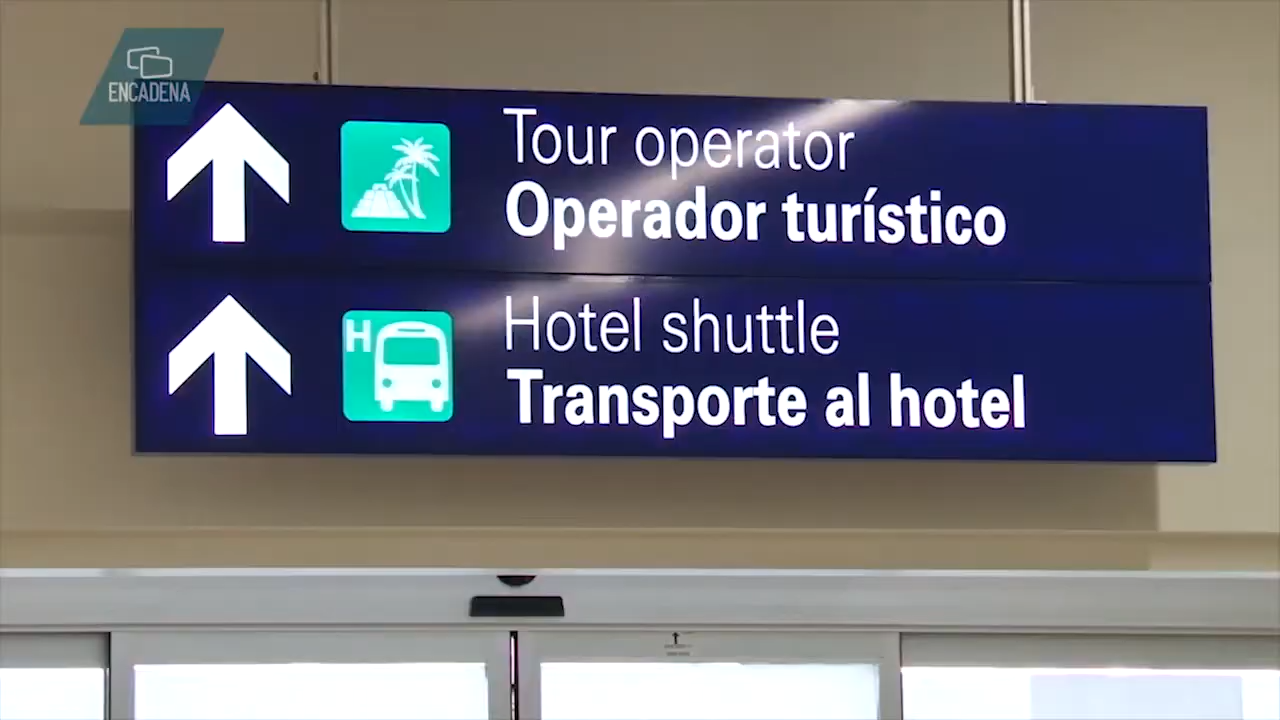 ENCADENA
Tour operator
Operador turístico
H
Hotel shuttle
Transporte al hotel